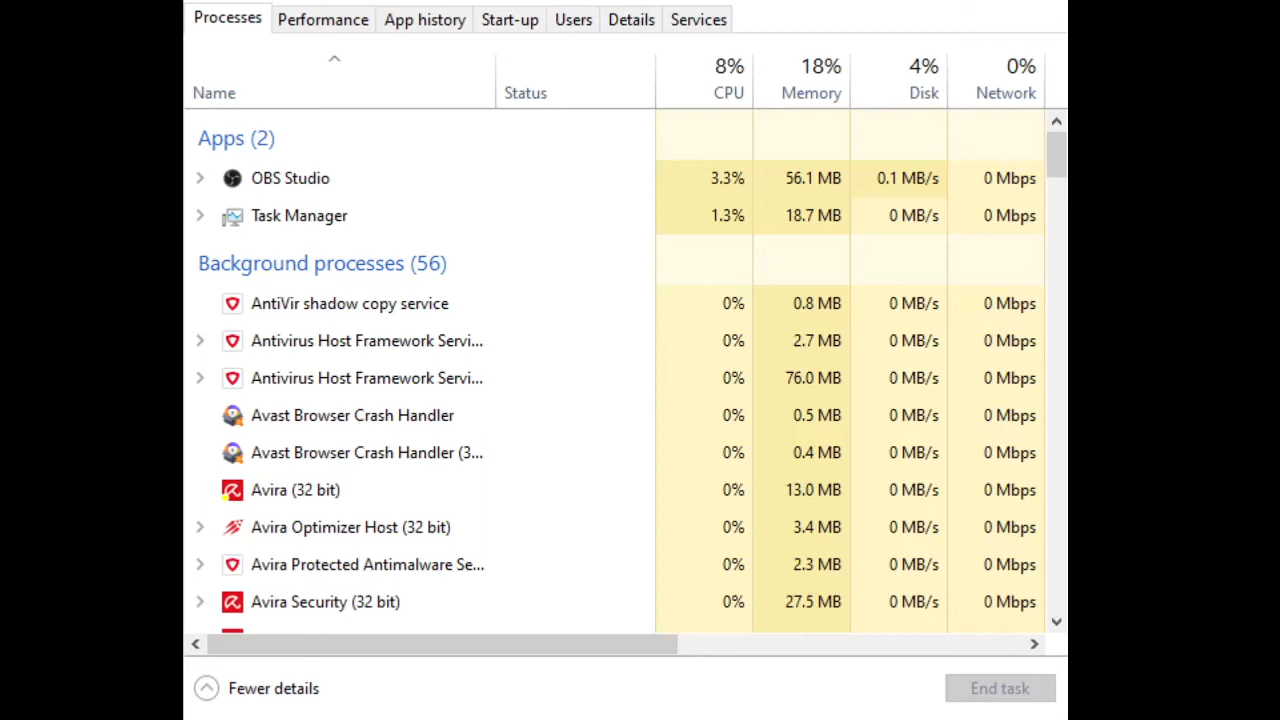 Processes Performance App history Start-up Users Details Services
8% 18% 4% 0%
Name Status CPU Memory Disk Network
Apps (2)
OBS Studio 3.3% 56.1 MB 0.1 MB/s 0 Mbps
Task Manager 1.3% 18.7 MB 0 MB/s 0 Mbps
Background processes (56)
AntiVir shadow copy service 0% 0.8 MB 0 MB/s 0 Mbps
Antivirus Host Framework Servi... 0% 2.7 MB 0 MB/s 0 Mbps
Antivirus Host Framework Servi... 0% 76.0 MB 0 MB/s 0 Mbps
Avast Browser Crash Handler 0% 0.5 MB 0 MB/s 0 Mbps
Avast Browser Crash Handler (3... 0% 0.4 MB 0 MB/s 0 Mbps
Avira (32 bit) 0% 13.0 MB 0 MB/s 0 Mbps
Avira Optimizer Host (32 bit) 0% 3.4 MB 0 MB/s 0 Mbps
Avira Protected Antimalware Se... 0% 2.3 MB 0 MB/s 0 Mbps
Avira Security (32 bit) 0% 27.5 MB 0 MB/s 0 Mbps
Fewer details End task